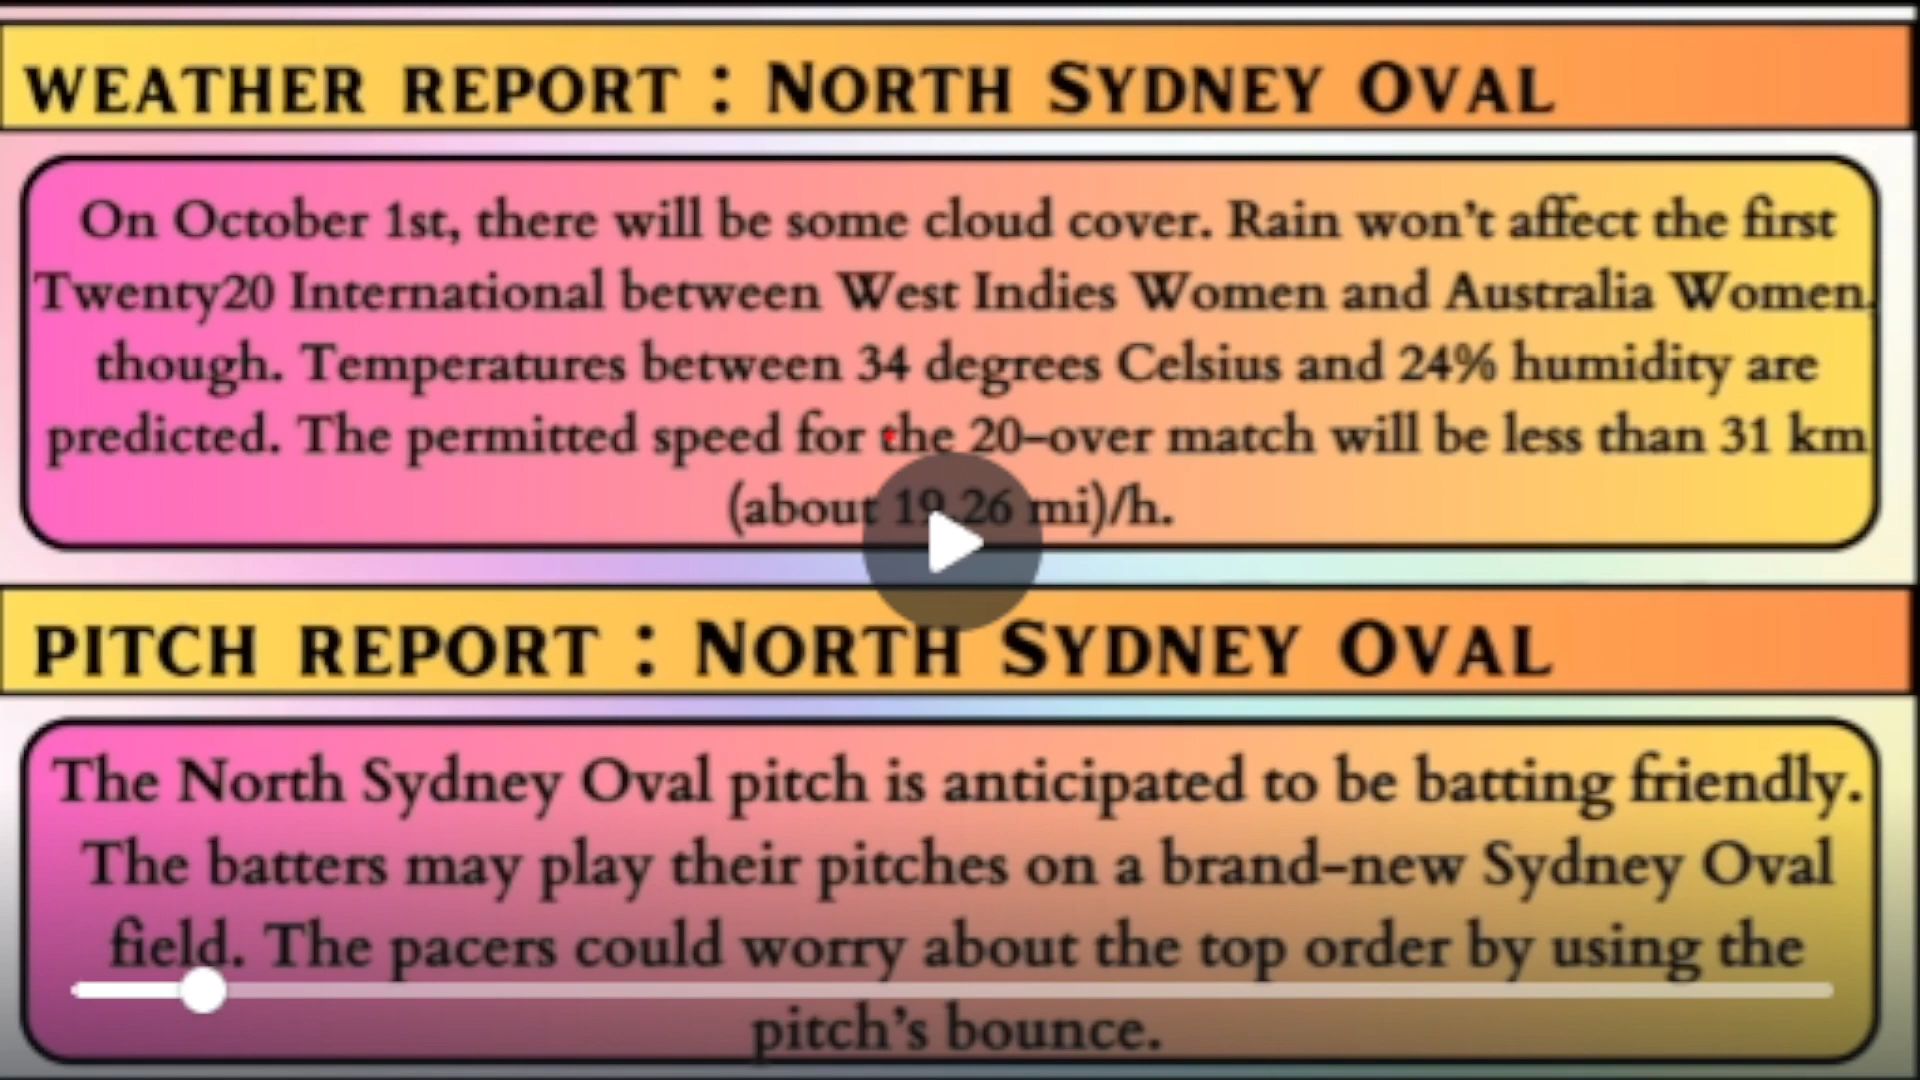 WEATHER REPORT : NORTH SYDNEY OVAL
On October 1st, there will be some cloud cover. Rain won't affect the first
Twenty20 International between West Indies Women and Australia Women,
though. Temperatures between 34 degrees Celsius and 24% humidity are
predicted. The permitted speed for the 20-over match will be less than 31 km
(about 19.26 mi)/h.
PITCH REPORT : NORTH SYDNEY OVAL
The North Sydney Oval pitch is anticipated to be batting friendly.
The batters may play their pitches on a brand-new Sydney Oval
field. The pacers could worry about the top order by using the
pitch's bounce.